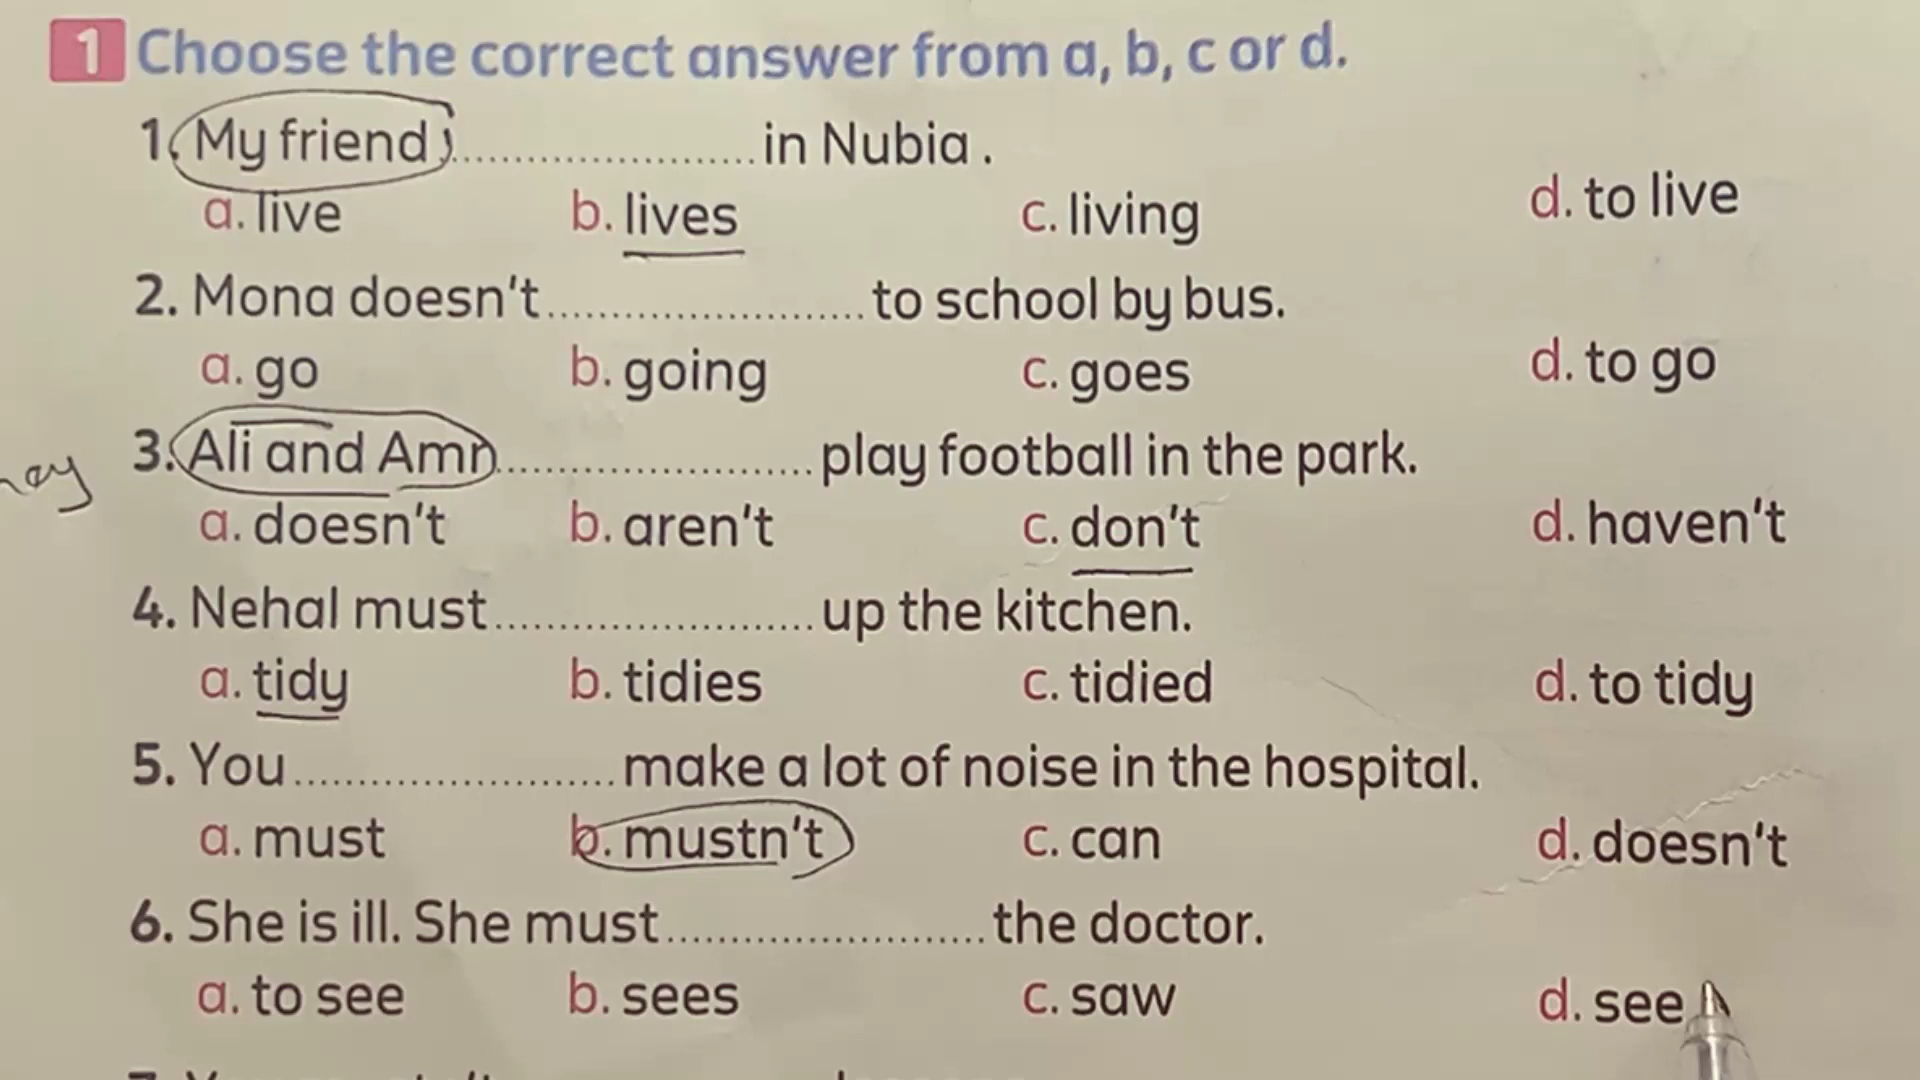 1 Choose the correct answer from a, b, c or d.
1. My friend ........................ in Nubia .
a. live b. lives c. living d. to live
2. Mona doesn't ........................ to school by bus.
a. go b. going c. goes d. to go
3. Ali and Amr ........................ play football in the park.
a. doesn't b. aren't c. don't d. haven't
4. Nehal must ........................ up the kitchen.
a. tidy b. tidies c. tidied d. to tidy
5. You ........................ make a lot of noise in the hospital.
a. must b. mustn't c. can d. doesn't
6. She is ill. She must ........................ the doctor.
a. to see b. sees c. saw d. see